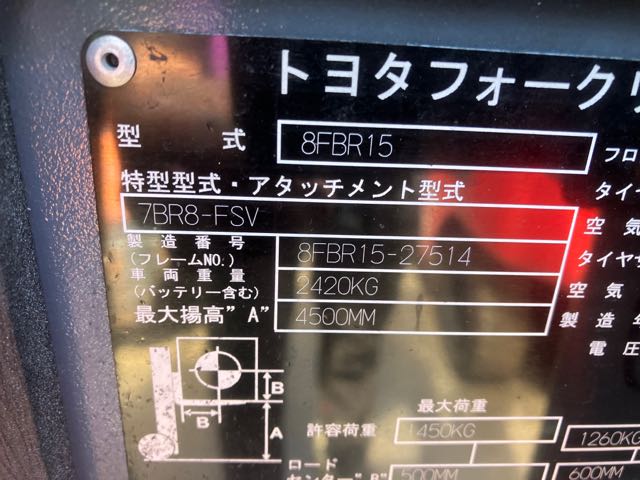 トヨタフォークリ
型 式 8FBR15 フロ
特型型式・アタッチメント型式 タイ
7BR8-FSV 空 気
製 造 番 号
(フレームNO.) 8FBR15-27514 タイヤサ
車 両 重 量
(バッテリー含む) 2420KG 空 気
最大揚高"A" 4500MM 製 造 年
電 圧
B
B
A
最大荷重
許容荷重 1450KG 1260KG
ロード
センター"B" 500MM 600MM